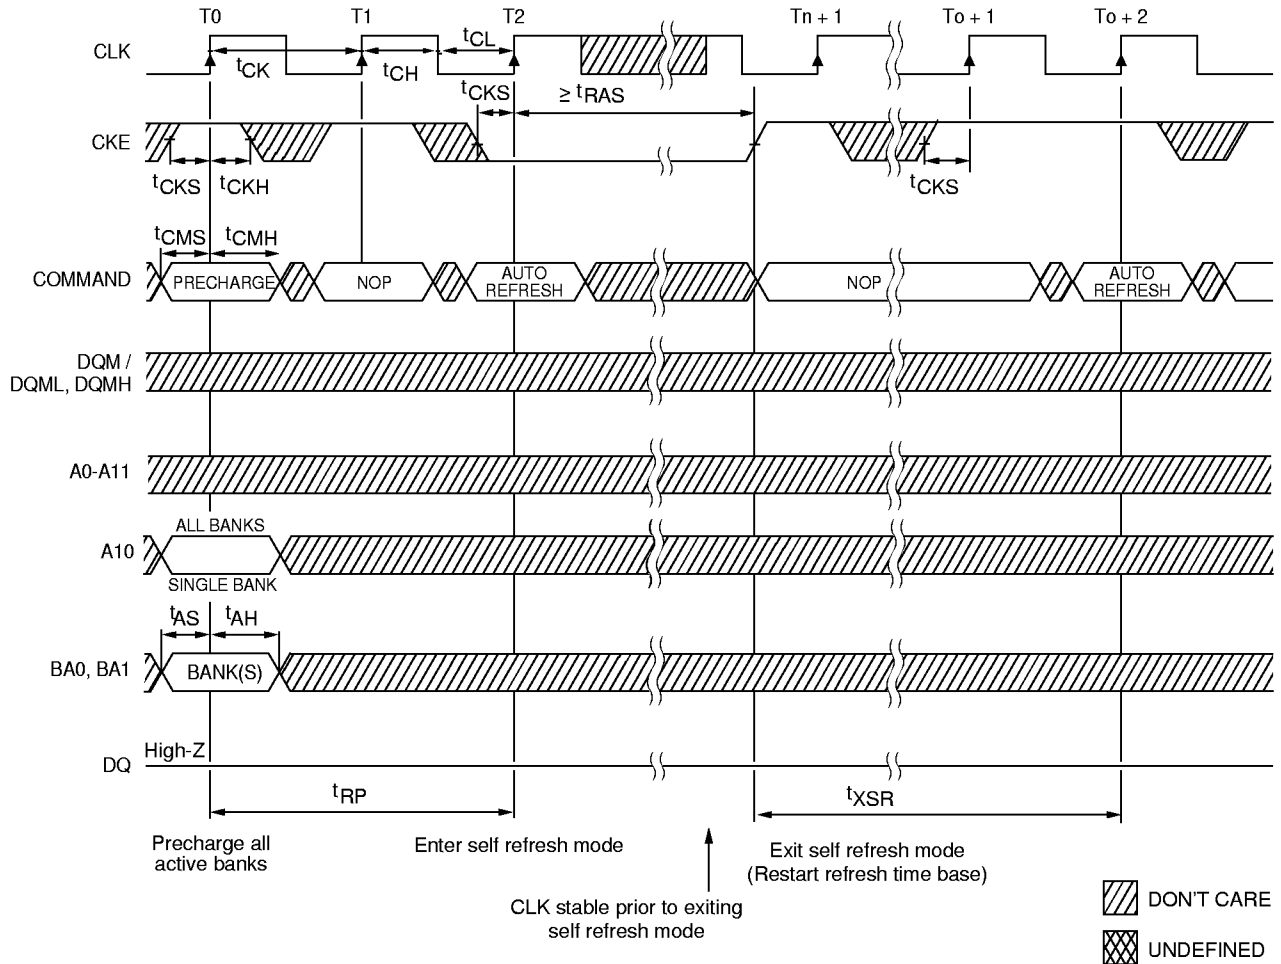 T0 T1 T2 Tn + 1 To + 1 To + 2
CLK
tCK tCH tCL
tCKS ≥ tRAS
CKE
tCKS tCKH tCKS
tCMS tCMH
COMMAND PRECHARGE NOP AUTO REFRESH NOP AUTO REFRESH
DQM /
DQML, DQMH
A0-A11
ALL BANKS
A10
SINGLE BANK
tAS tAH
BA0, BA1 BANK(S)
High-Z
DQ
tRP tXSR
Precharge all
active banks
Enter self refresh mode
Exit self refresh mode
(Restart refresh time base)
CLK stable prior to exiting
self refresh mode
DON'T CARE
UNDEFINED